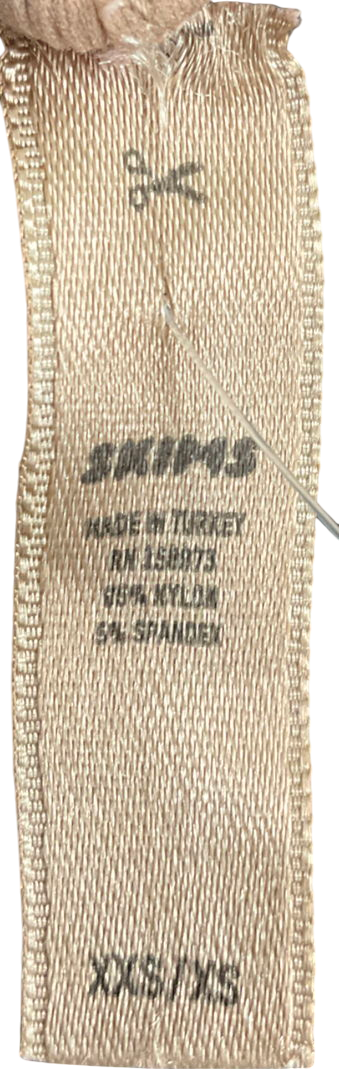 SKIMS
MADE IN TURKEY
RN 158973
95% NYLON
5% SPANDEX
XXS/XS